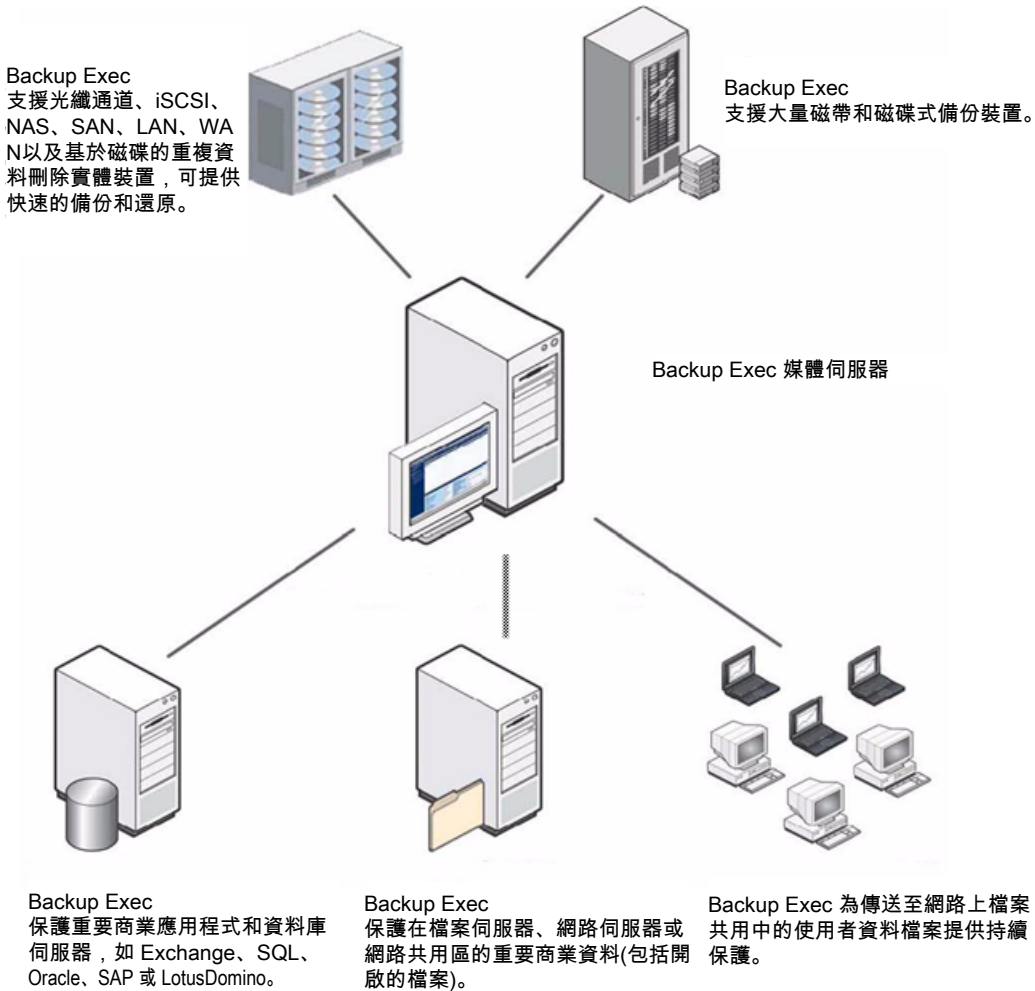 Backup Exec
支援光纖通道、iSCSI、
NAS、SAN、LAN、WA
N以及基於磁碟的重複資
料刪除實體裝置，可提供
快速的備份和還原。
Backup Exec
支援大量磁帶和磁碟式備份裝置。
Backup Exec 媒體伺服器
Backup Exec
保護重要商業應用程式和資料庫
伺服器，如 Exchange、SQL、
Oracle、SAP 或 LotusDomino。
Backup Exec
保護在檔案伺服器、網路伺服器或
網路共用區的重要商業資料(包括開
啟的檔案)。
Backup Exec 為傳送至網路上檔案
共用中的使用者資料檔案提供持續
保護。